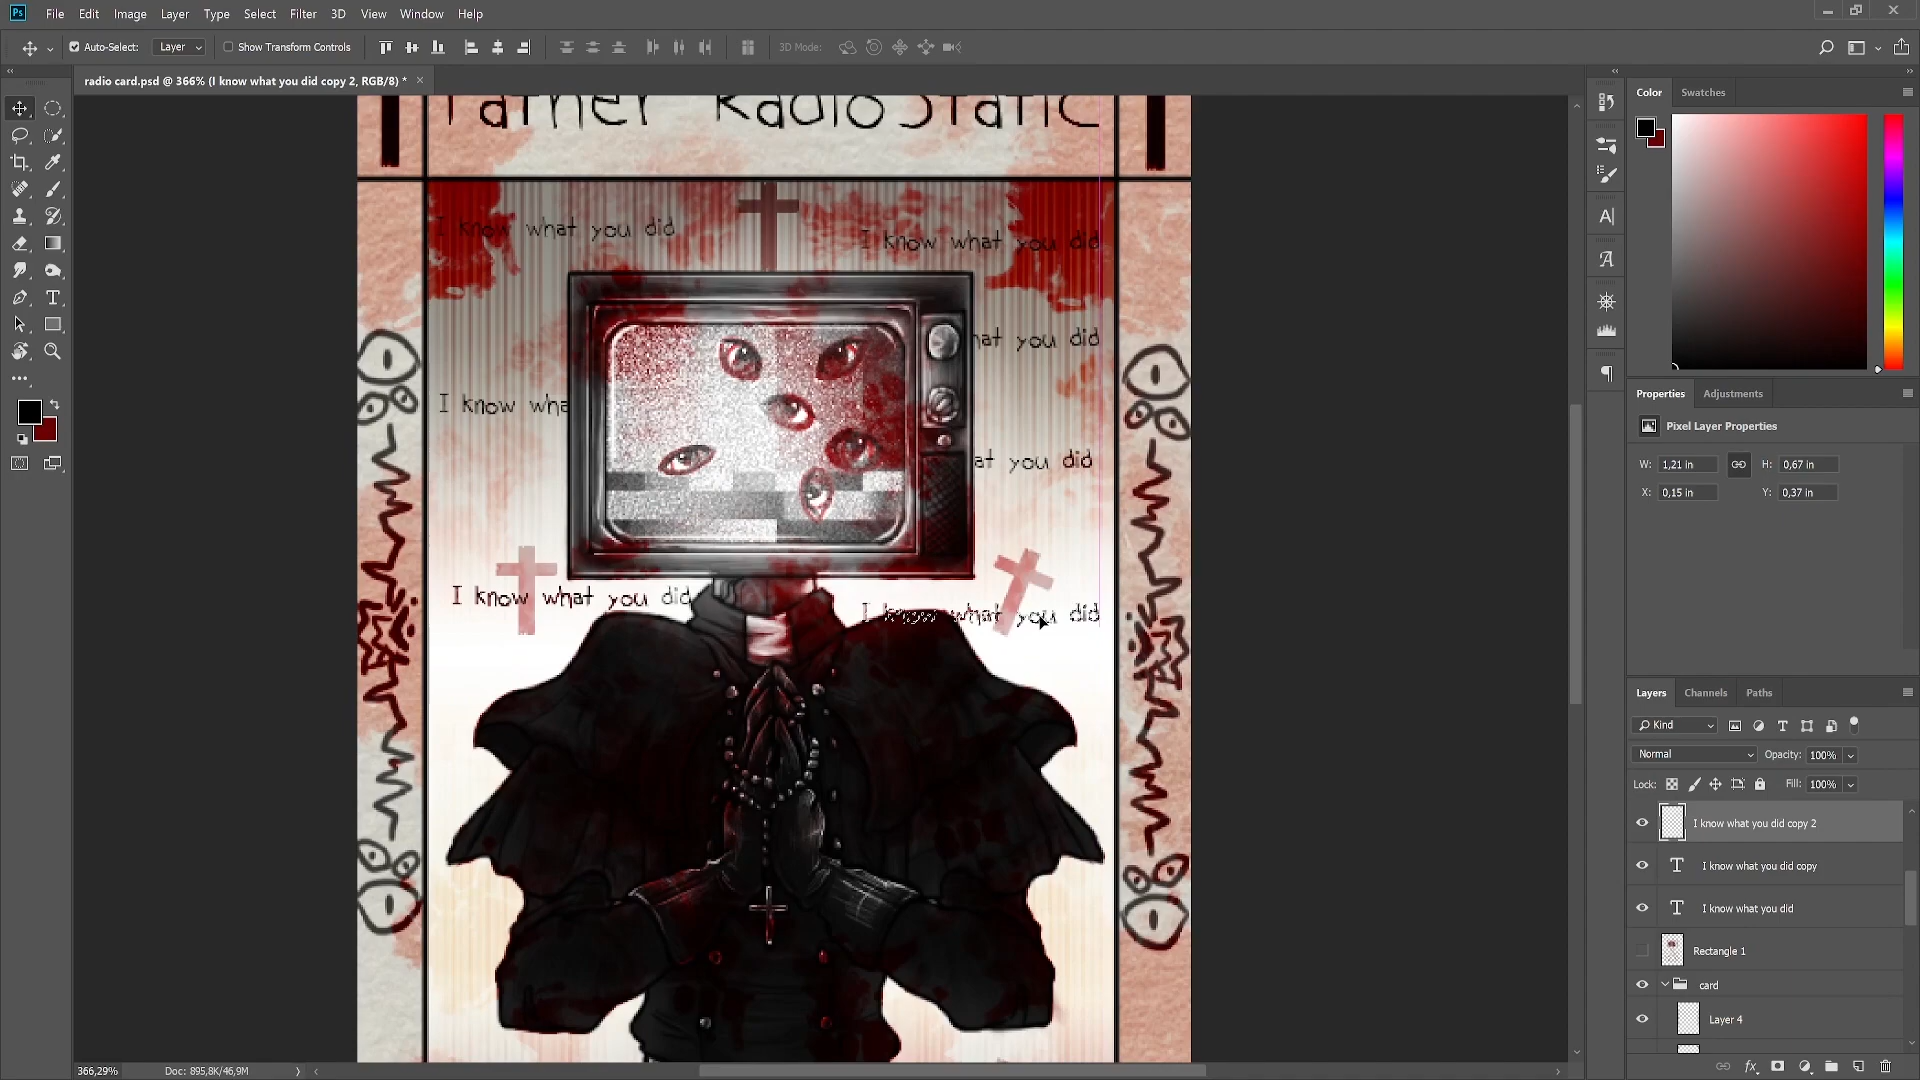 Ps File Edit Image Layer Type Select Filter 3D View Window Help
Auto-Select: Layer Show Transform Controls 3D Mode:
radio card.psd @ 366% (I know what you did copy 2, RGB/8) * ×
Father Radio Static
I know what you did
I know what you did
what you did
I know wha
at you did
I know what you did
I know what you did
366,29% Doc: 895,8K/46,9M
Color Swatches
Properties Adjustments
Pixel Layer Properties
W: 1,21 in H: 0,67 in
X: 0,15 in Y: 0,37 in
Layers Channels Paths
Kind
Normal Opacity: 100%
Lock: Fill: 100%
I know what you did copy 2
I know what you did copy
I know what you did
Rectangle 1
card
Layer 4